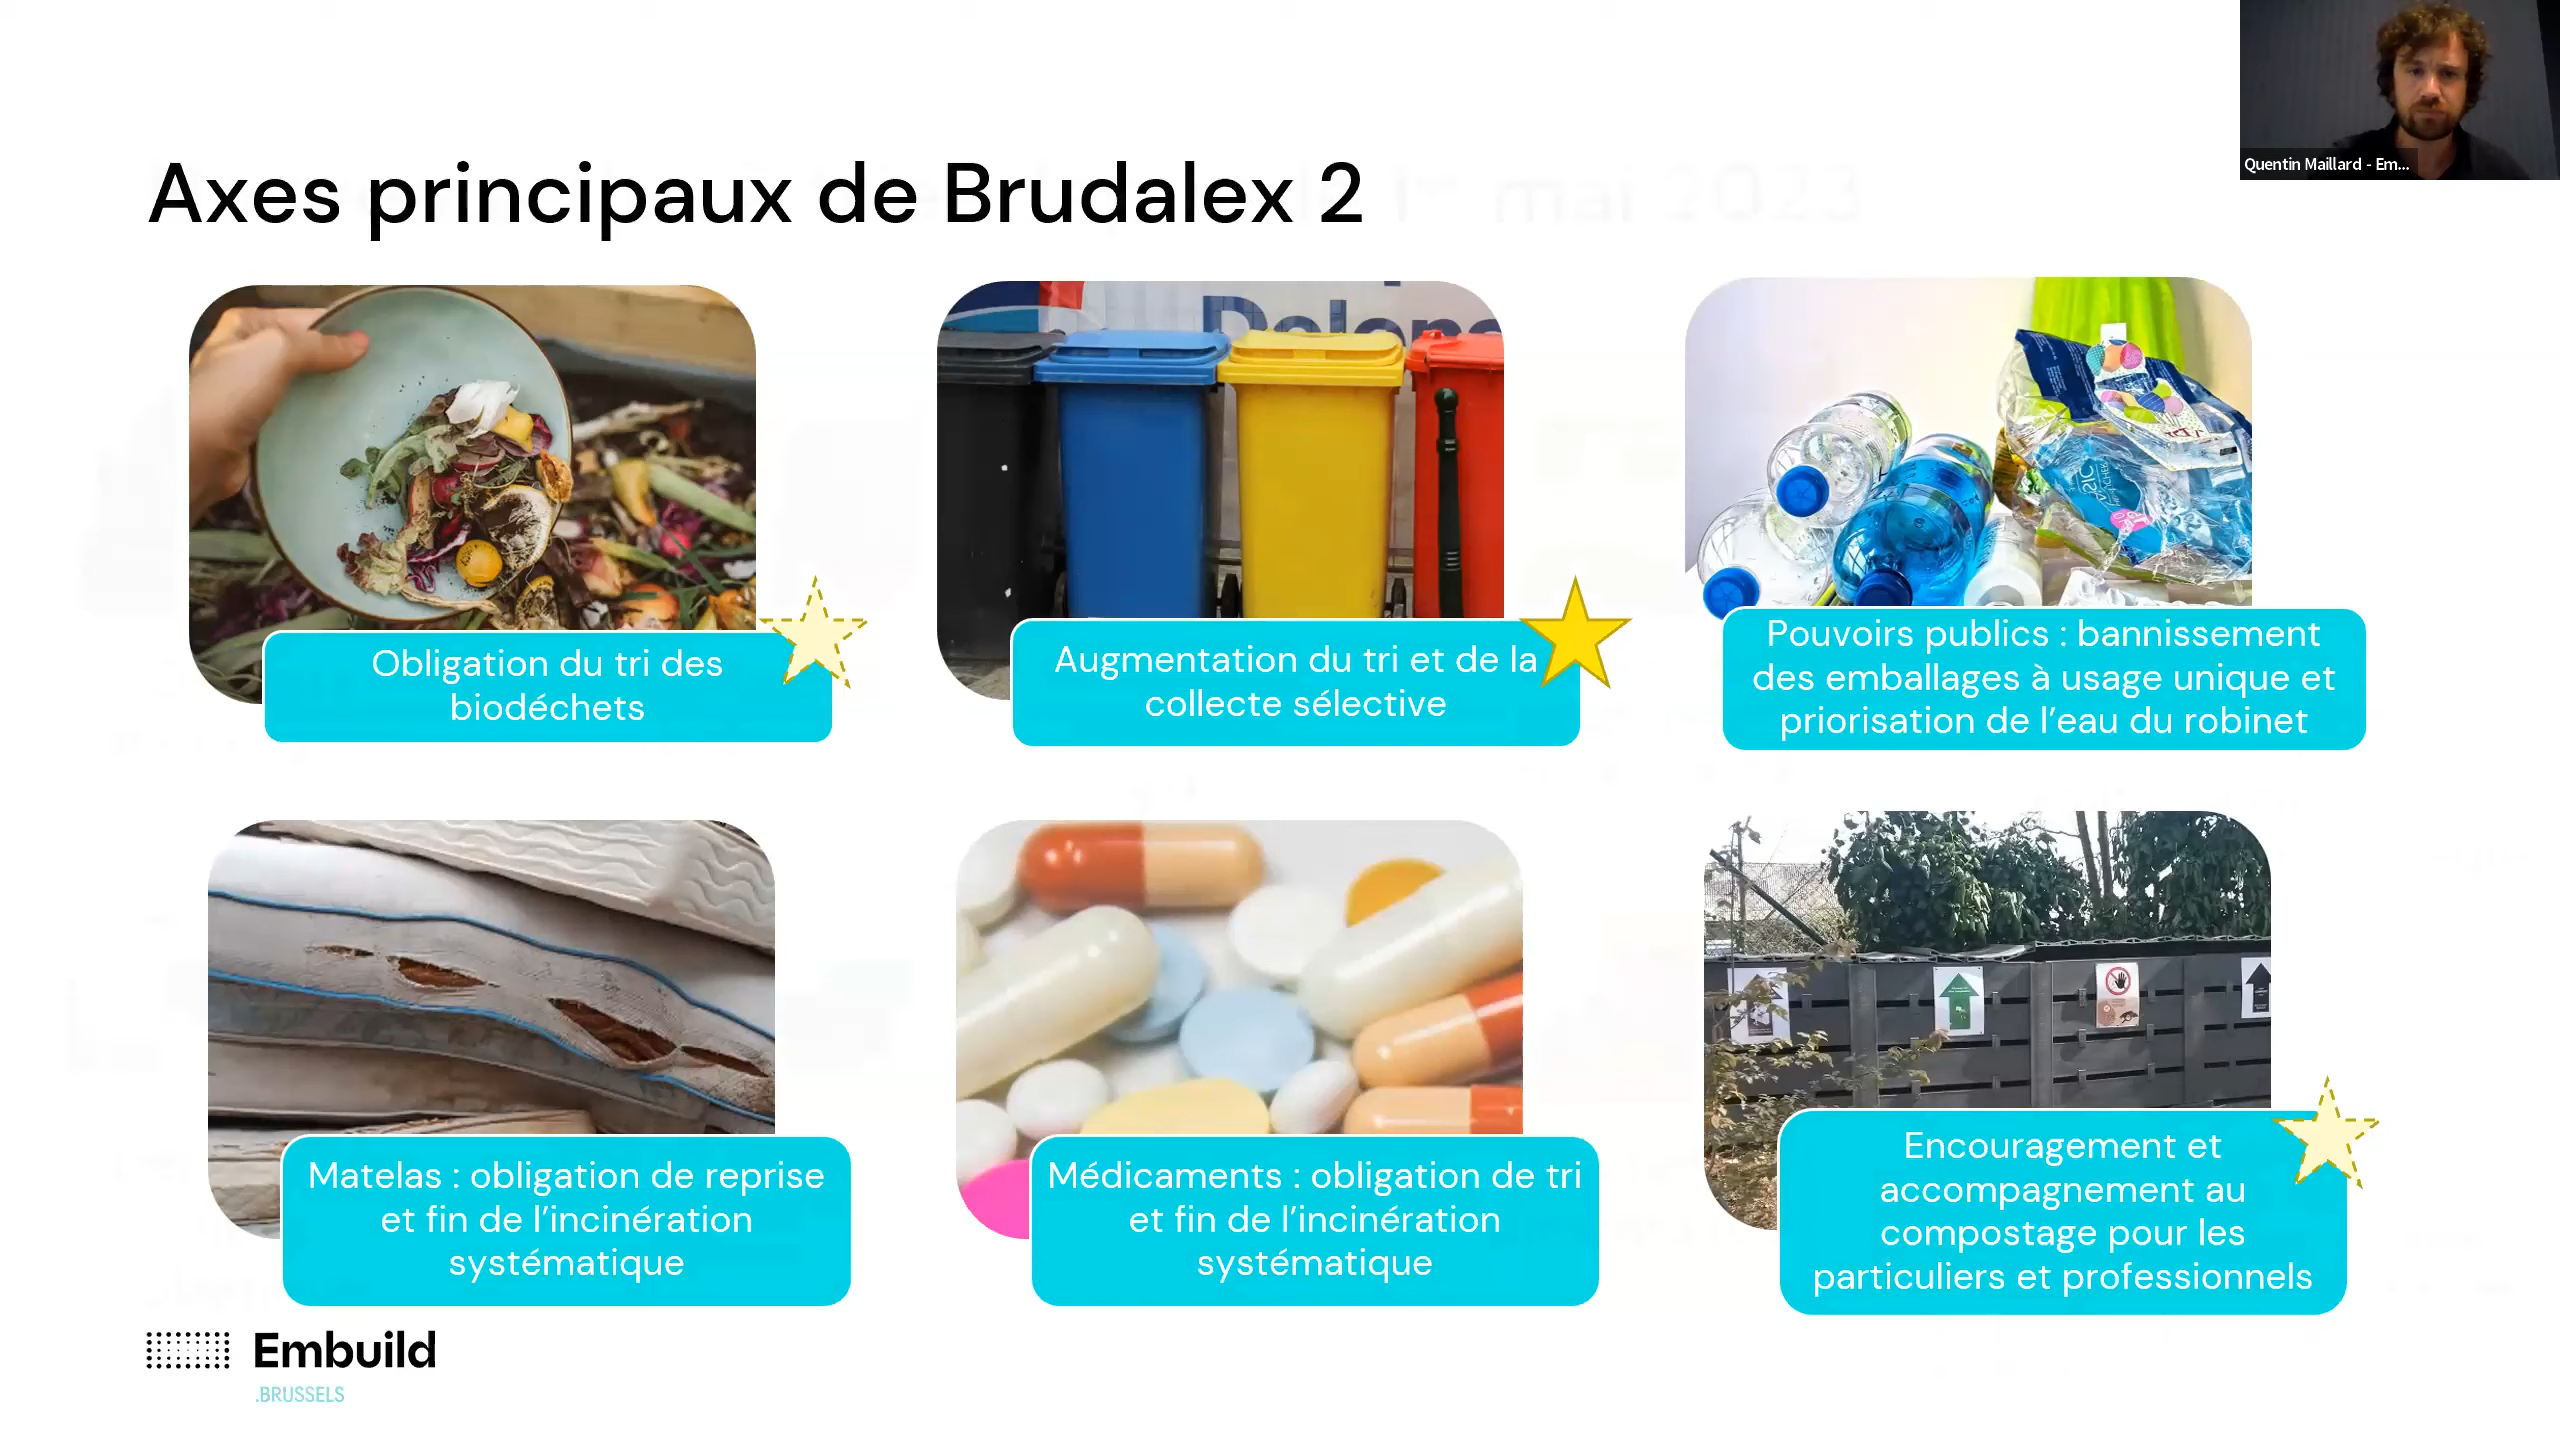 Quentin Maillard - Em...
Axes principaux de Brudalex 2
Obligation du tri des
biodéchets
Augmentation du tri et de la
collecte sélective
Pouvoirs publics : bannissement
des emballages à usage unique et
priorisation de l’eau du robinet
Matelas : obligation de reprise
et fin de l’incinération
systématique
Médicaments : obligation de tri
et fin de l’incinération
systématique
Encouragement et
accompagnement au
compostage pour les
particuliers et professionnels
Embuild
.BRUSSELS